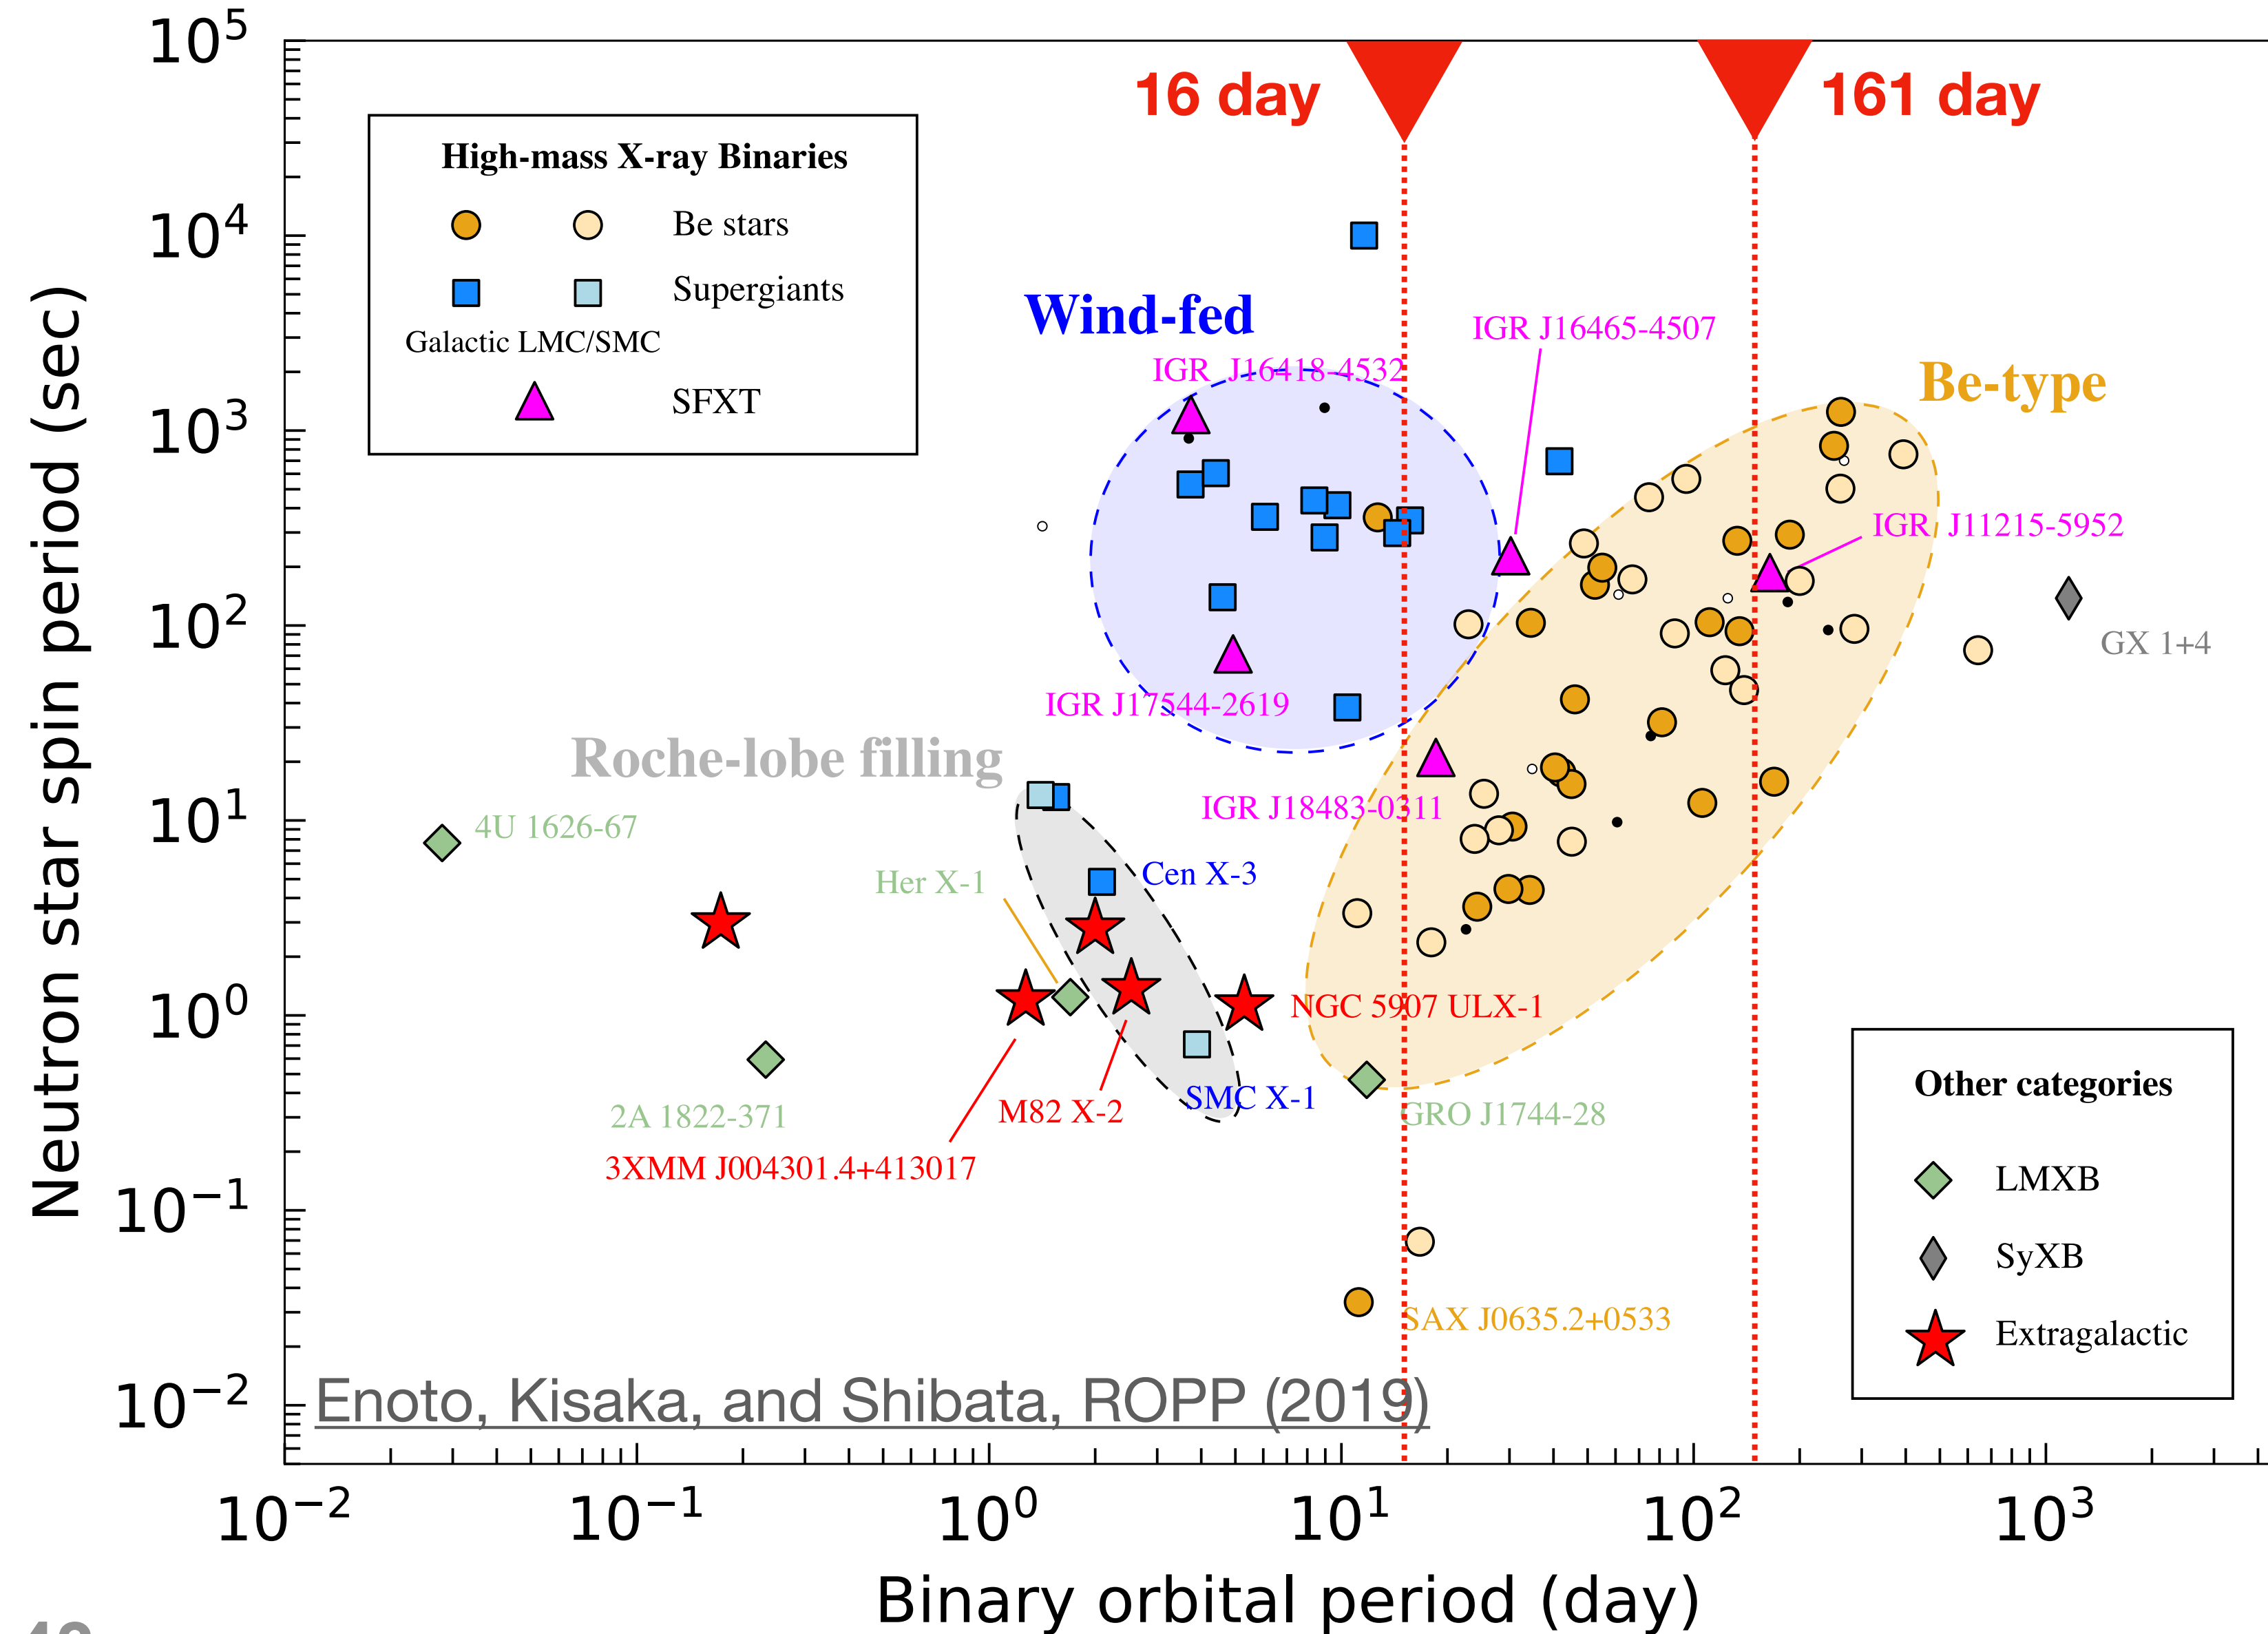 10^5
16 day
161 day
High-mass X-ray Binaries
Be stars
Supergiants
Galactic LMC/SMC
SFXT
10^4
Wind-fed
IGR J16465-4507
IGR J16418-4532
Be-type
10^3
IGR J11215-5952
10^2
GX 1+4
IGR J17544-2619
Roche-lobe filling
IGR J18483-0311
10^1
4U 1626-67
Her X-1
Cen X-3
10^0
NGC 5907 ULX-1
2A 1822-371
M82 X-2
SMC X-1
GRO J1744-28
3XMM J004301.4+413017
Other categories
LMXB
SyXB
Extragalactic
10^−1
SAX J0635.2+0533
10^−2
Enoto, Kisaka, and Shibata, ROPP (2019)
Neutron star spin period (sec)
10^−2 10^−1 10^0 10^1 10^2 10^3
Binary orbital period (day)